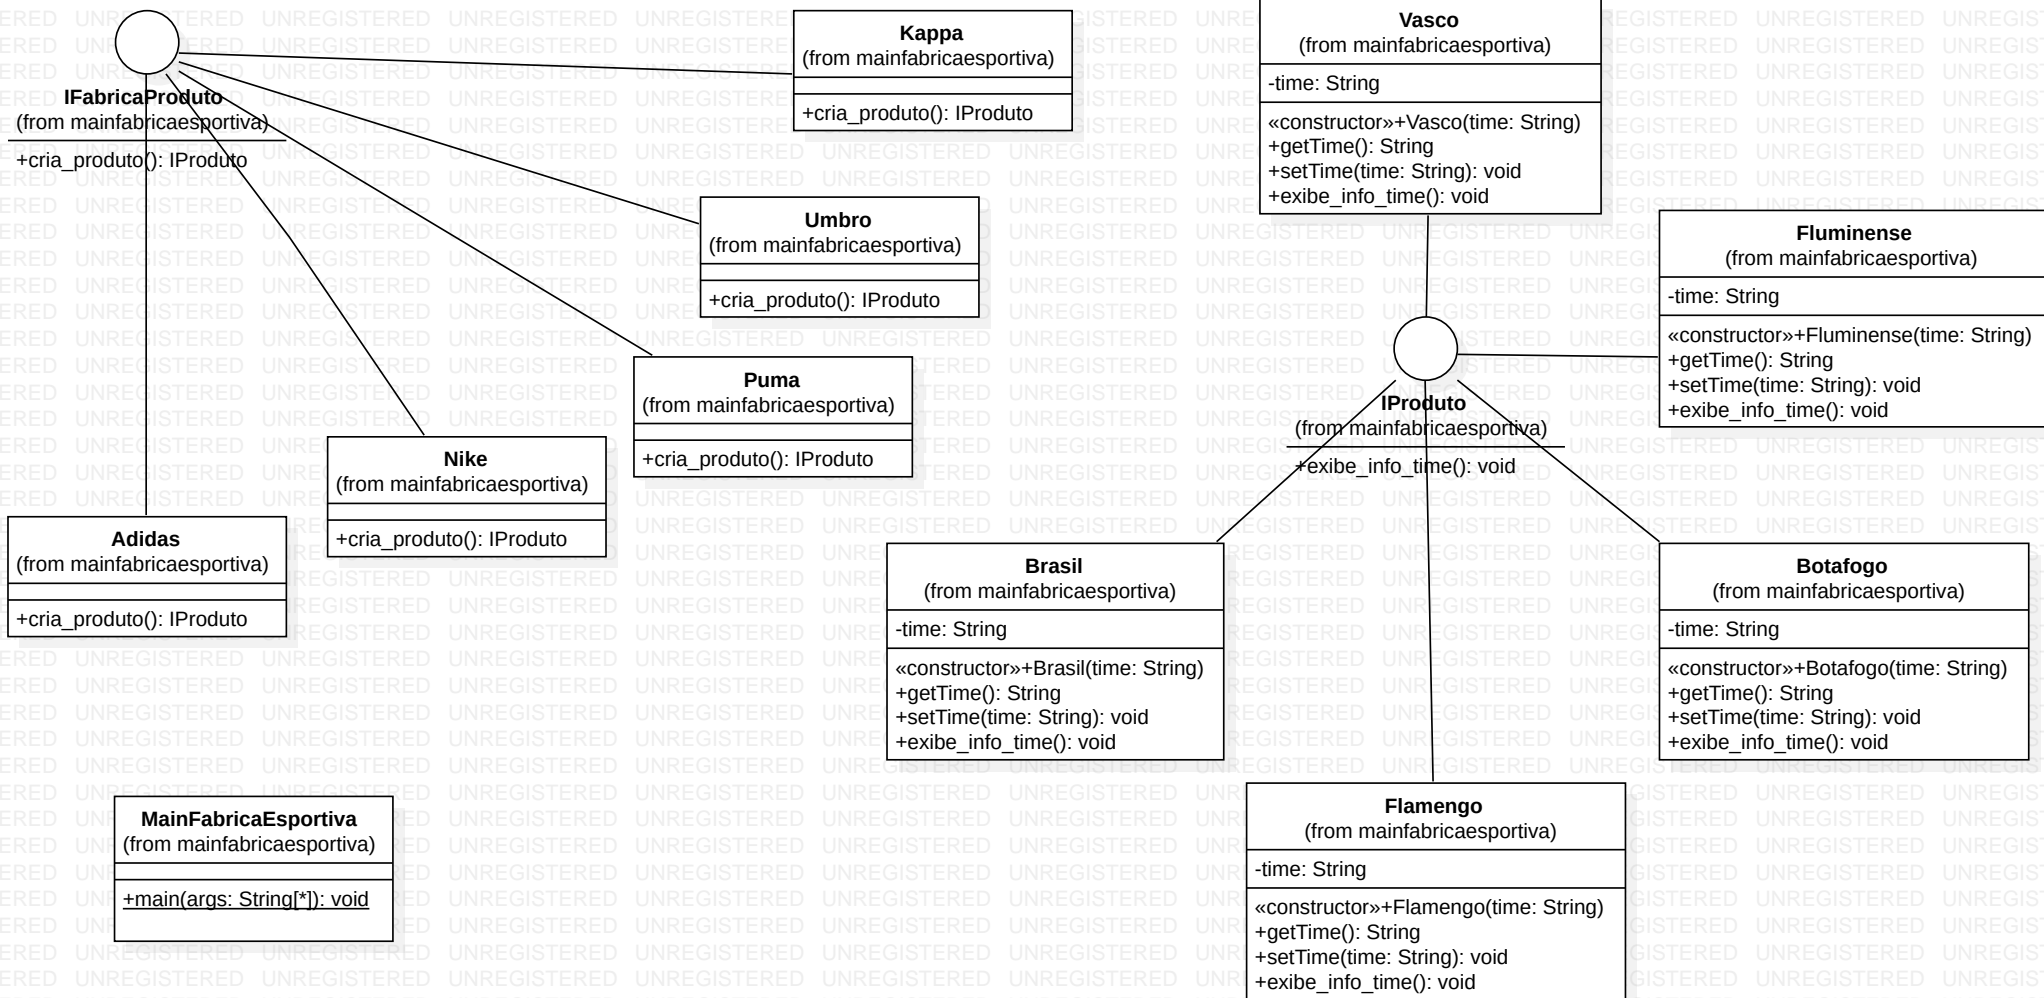 IFabricaProduto
(from mainfabricaesportiva)
+cria_produto(): IProduto
Kappa
(from mainfabricaesportiva)
+cria_produto(): IProduto
Umbro
(from mainfabricaesportiva)
+cria_produto(): IProduto
Puma
(from mainfabricaesportiva)
+cria_produto(): IProduto
Nike
(from mainfabricaesportiva)
+cria_produto(): IProduto
Adidas
(from mainfabricaesportiva)
+cria_produto(): IProduto
MainFabricaEsportiva
(from mainfabricaesportiva)
+main(args: String[*]): void
Vasco
(from mainfabricaesportiva)
-time: String
«constructor»+Vasco(time: String)
+getTime(): String
+setTime(time: String): void
+exibe_info_time(): void
Fluminense
(from mainfabricaesportiva)
-time: String
«constructor»+Fluminense(time: String)
+getTime(): String
+setTime(time: String): void
+exibe_info_time(): void
IProduto
(from mainfabricaesportiva)
+exibe_info_time(): void
Brasil
(from mainfabricaesportiva)
-time: String
«constructor»+Brasil(time: String)
+getTime(): String
+setTime(time: String): void
+exibe_info_time(): void
Botafogo
(from mainfabricaesportiva)
-time: String
«constructor»+Botafogo(time: String)
+getTime(): String
+setTime(time: String): void
+exibe_info_time(): void
Flamengo
(from mainfabricaesportiva)
-time: String
«constructor»+Flamengo(time: String)
+getTime(): String
+setTime(time: String): void
+exibe_info_time(): void
UNREGISTERED